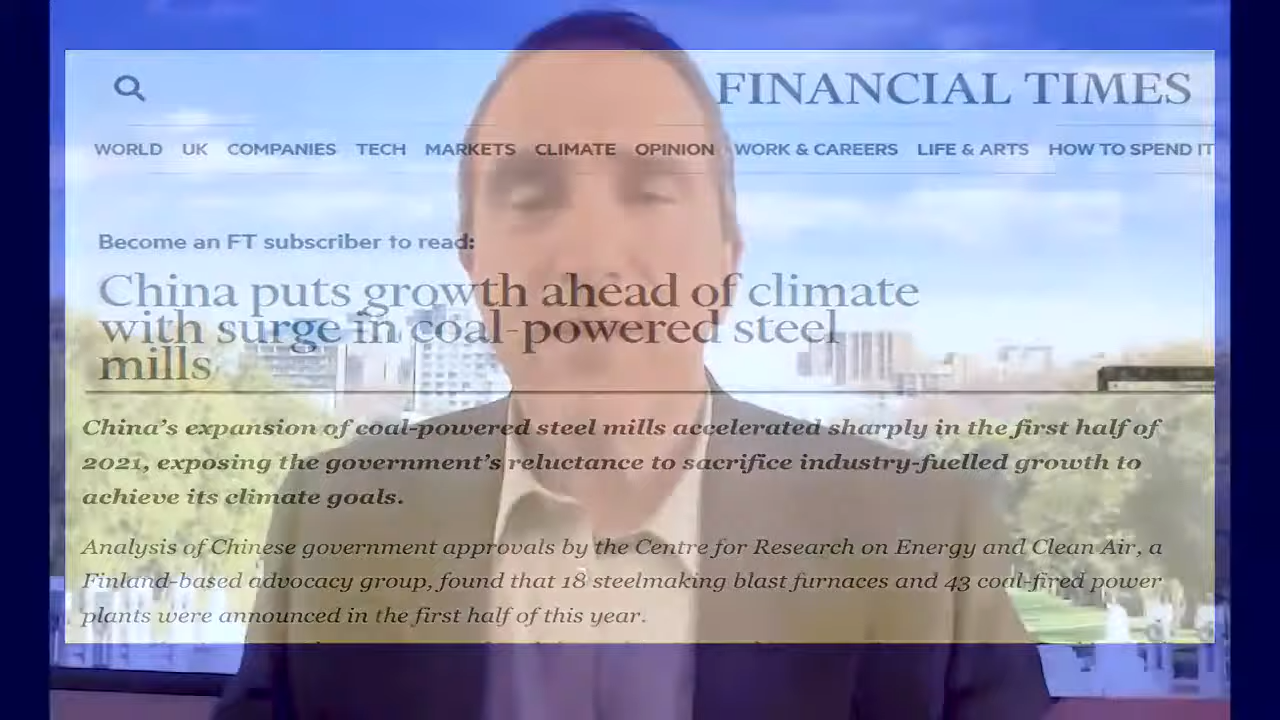 FINANCIAL TIMES
WORLD UK COMPANIES TECH MARKETS CLIMATE OPINION WORK & CAREERS LIFE & ARTS HOW TO SPEND IT
Become an FT subscriber to read:
China puts growth ahead of climate
with surge in coal-powered steel
mills
China's expansion of coal-powered steel mills accelerated sharply in the first half of
2021, exposing the government's reluctance to sacrifice industry-fuelled growth to
achieve its climate goals.
Analysis of Chinese government approvals by the Centre for Research on Energy and Clean Air, a
Finland-based advocacy group, found that 18 steelmaking blast furnaces and 43 coal-fired power
plants were announced in the first half of this year.